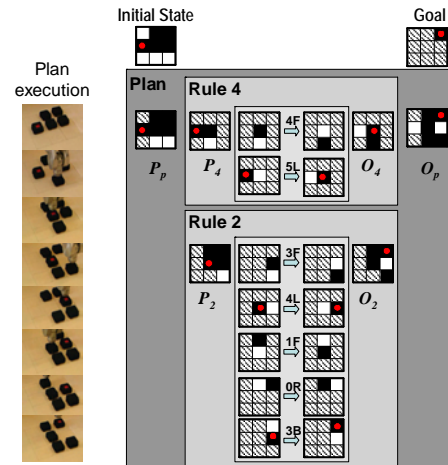 Initial State
Goal
Plan
execution
Plan
Rule 4
4F
5L
P_p
P_4
O_4
O_p
Rule 2
3F
P_2
O_2
4L
1F
0R
3B